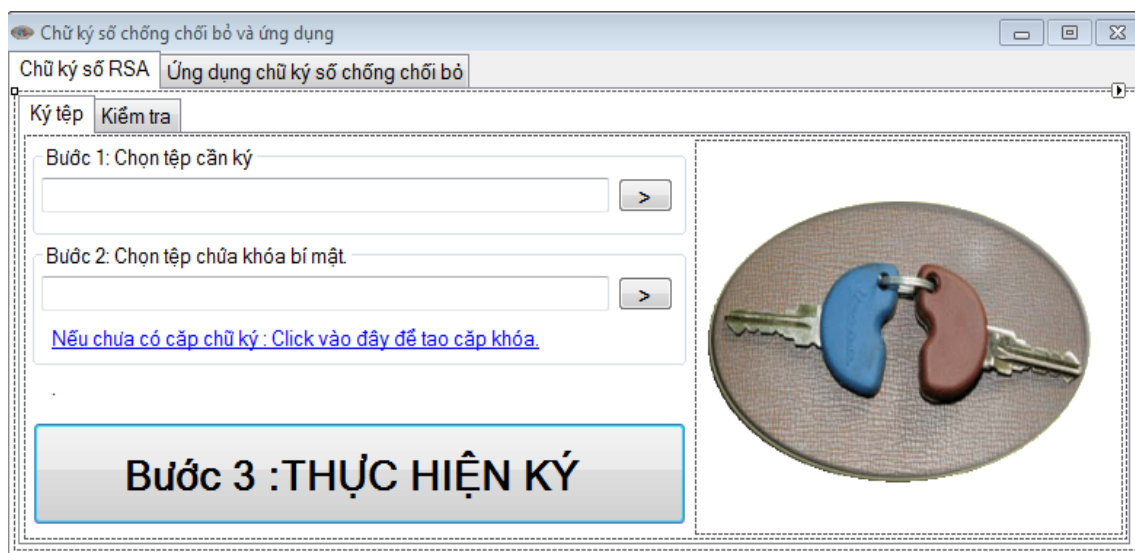 Chữ ký số chống chối bỏ và ứng dụng
Chữ ký số RSA Ứng dụng chữ ký số chống chối bỏ
Ký tệp Kiểm tra
Bước 1: Chọn tệp cần ký
>
Bước 2: Chọn tệp chứa khóa bí mật.
>
Nếu chưa có cặp chữ ký : Click vào đây để tạo cặp khóa.
.
Bước 3 :THỰC HIỆN KÝ